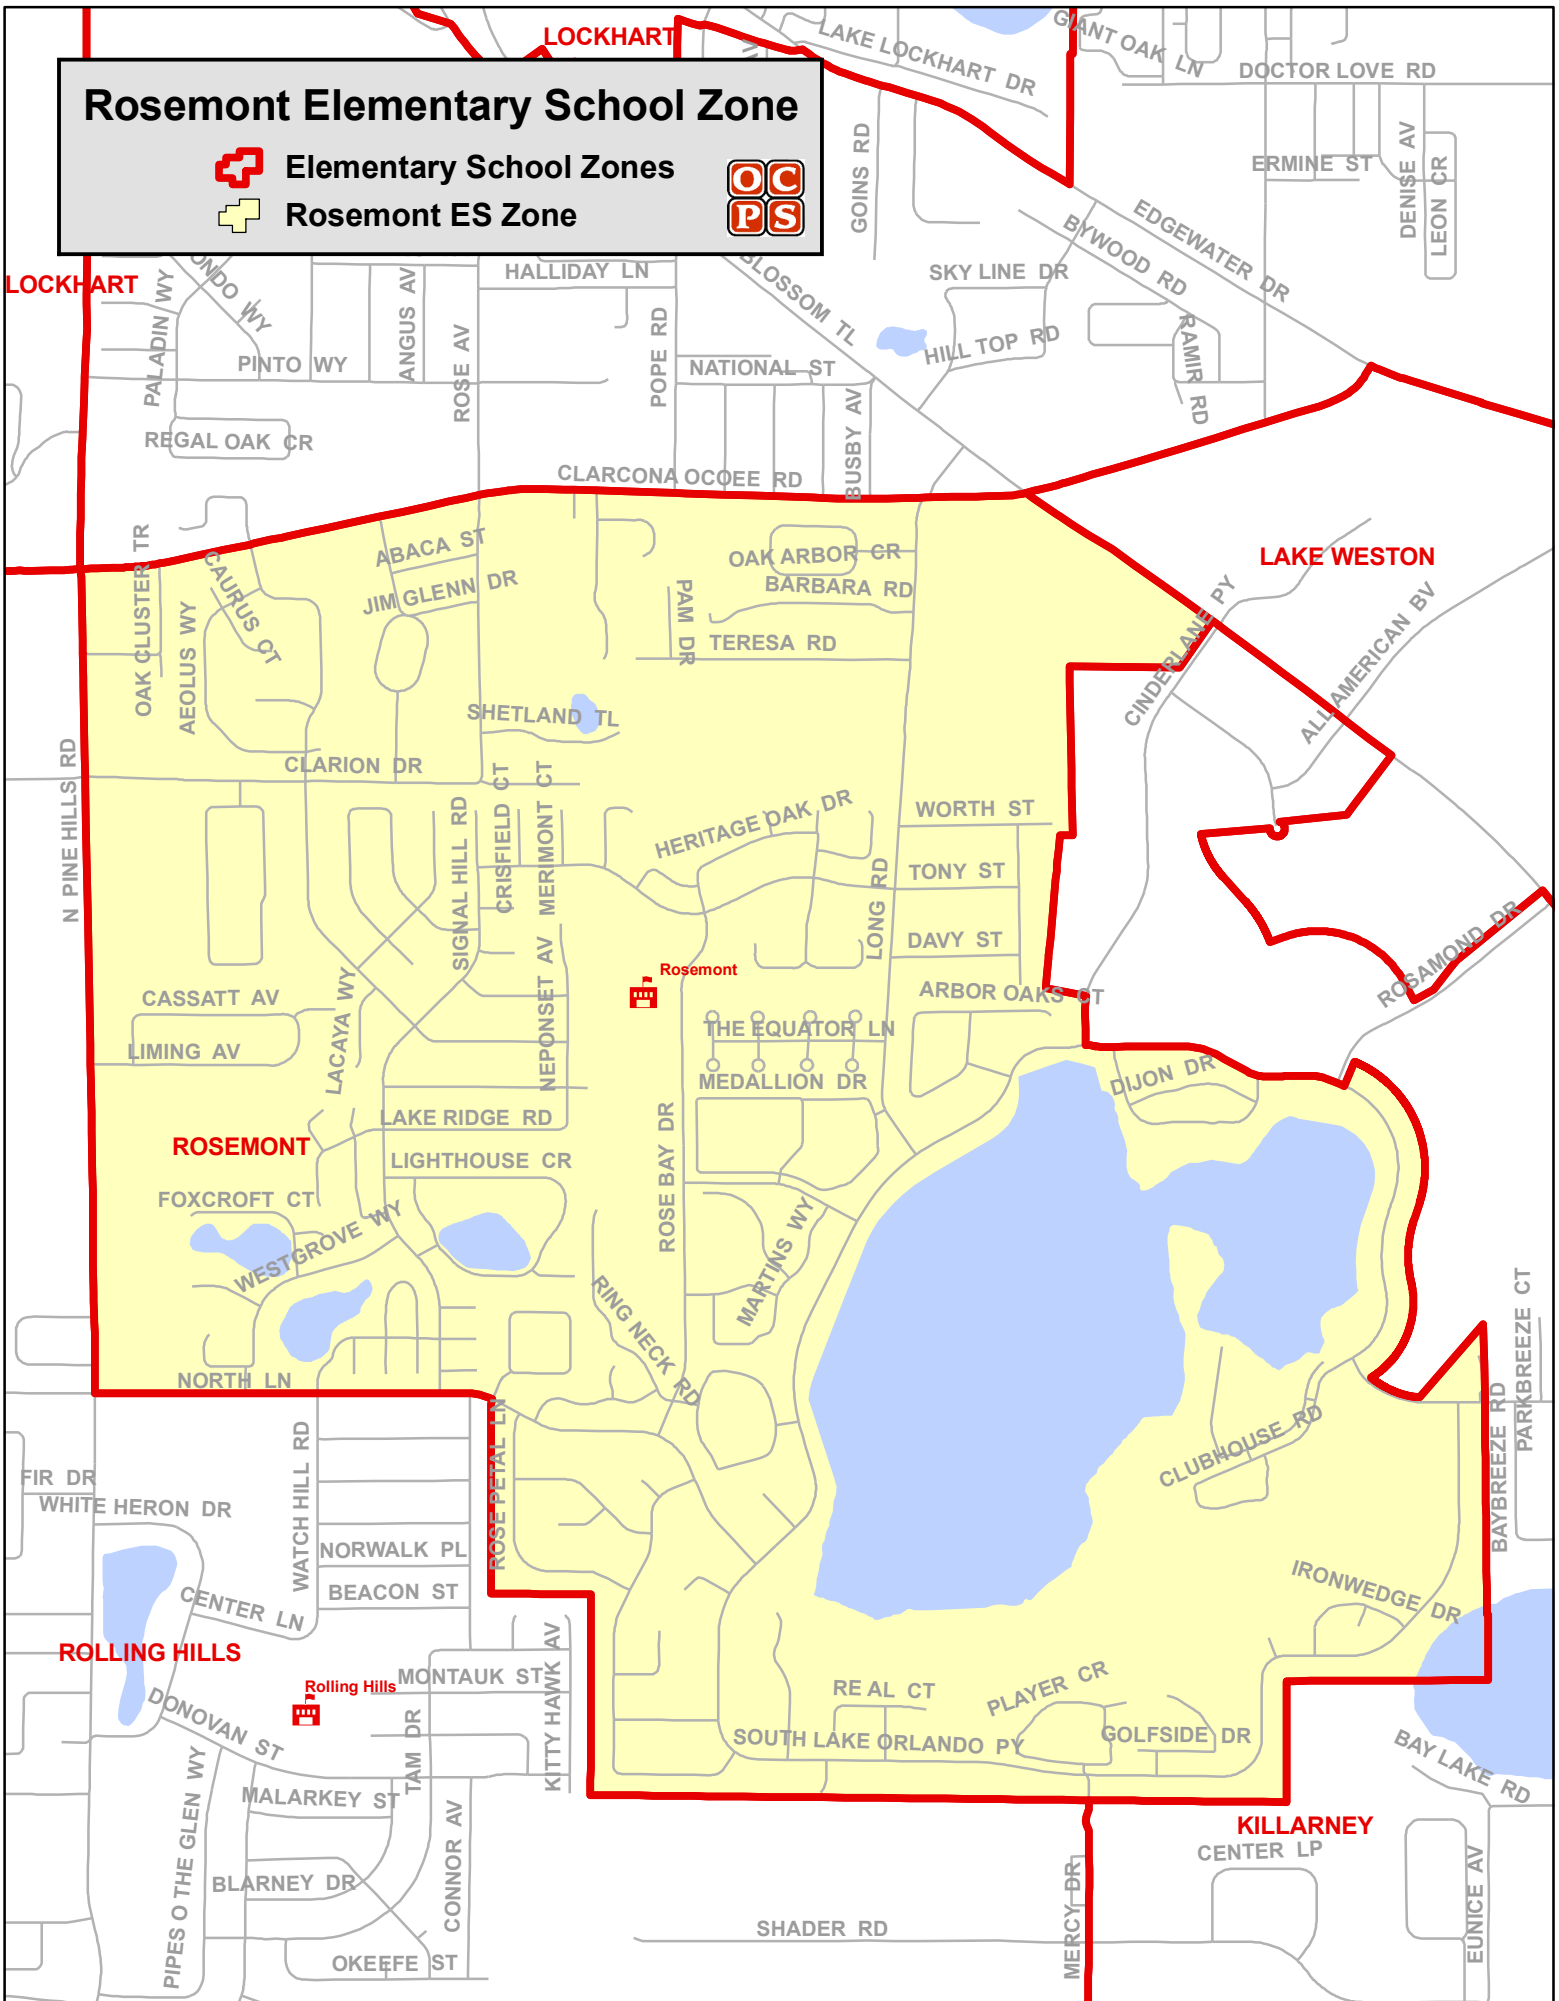 LOCKHART
LAKE LOCKHART DR
GIANT OAK LN
DOCTOR LOVE RD
Rosemont Elementary School Zone
Elementary School Zones
Rosemont ES Zone
OC
PS
GOINS RD
ERMINE ST
DENISE AV
LEON CR
EDGEWATER DR
BYWOOD RD
LOCKHART
PALADIN WY
ANGUS AV
HALLIDAY LN
BLOSSOM TL
SKY LINE DR
PINTO WY
ROSE AV
POPE RD
NATIONAL ST
HILL TOP RD
RAMIR RD
REGAL OAK CR
BUSBY AV
CLARCONA OCOEE RD
OAK CLUSTER TR
CAURUS CT
ABACA ST
OAK ARBOR CR
LAKE WESTON
JIM GLENN DR
BARBARA RD
PAM DR
AEOLUS WY
TERESA RD
CINDERLANE PY
ALL AMERICAN BV
SHETLAND TL
N PINE HILLS RD
CLARION DR
SIGNAL HILL RD
CRISFIELD CT
MERIMONT CT
HERITAGE OAK DR
WORTH ST
TONY ST
LONG RD
DAVY ST
ROSAMOND DR
Rosemont
CASSATT AV
LACAYA WY
NEPONSET AV
ARBOR OAKS CT
THE EQUATOR LN
LIMING AV
MEDALLION DR
DIJON DR
LAKE RIDGE RD
ROSEMONT
ROSE BAY DR
LIGHTHOUSE CR
FOXCROFT CT
WESTGROVE WY
MARTINS WY
RING NECK RD
PARKBREEZE CT
NORTH LN
ROSE PETAL LN
BAYBREEZE RD
CLUBHOUSE RD
FIR DR
WHITE HERON DR
WATCH HILL RD
NORWALK PL
BEACON ST
IRONWEDGE DR
CENTER LN
ROLLING HILLS
KITTY HAWK AV
Rolling Hills
MONTAUK ST
RE AL CT
PLAYER CR
DONOVAN ST
TAM DR
SOUTH LAKE ORLANDO PY
GOLFSIDE DR
BAY LAKE RD
PIPES O THE GLEN WY
MALARKEY ST
KILLARNEY
CONNOR AV
CENTER LP
BLARNEY DR
EUNICE AV
MERCY DR
SHADER RD
OKEEFE ST